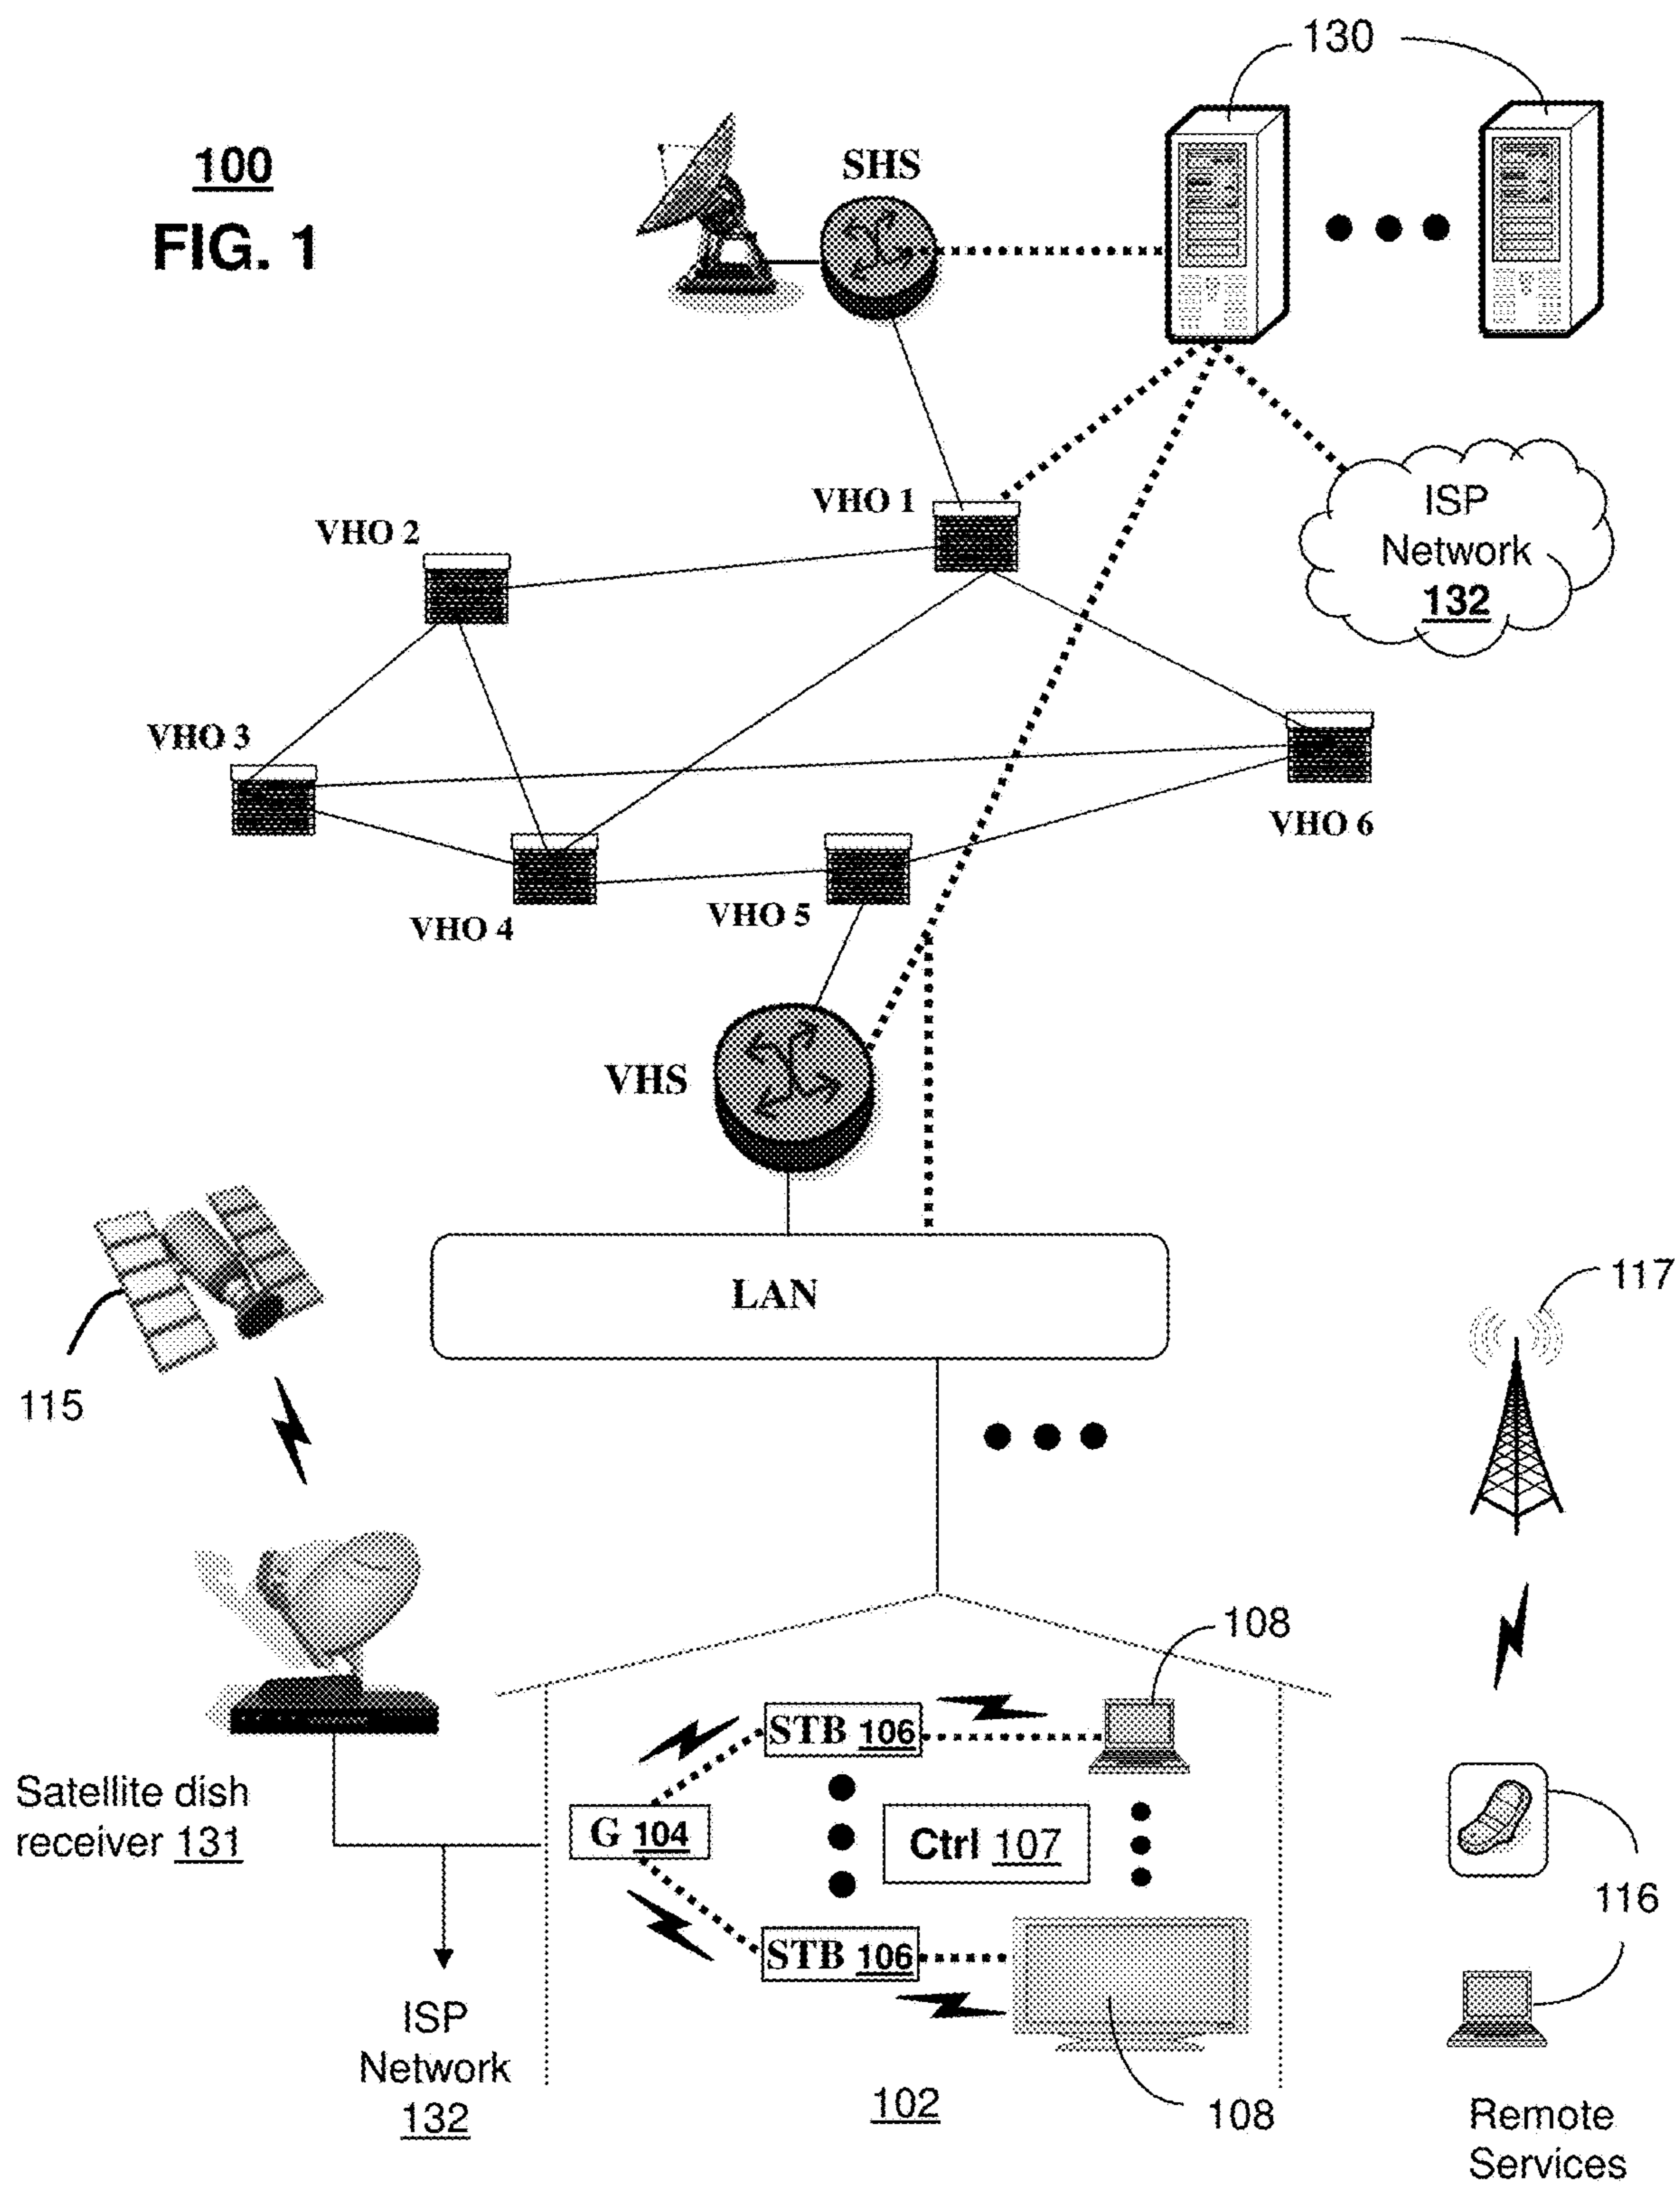 130
100
FIG. 1
SHS
ISP
Network
132
VHO 1
VHO 2
VHO 3
VHO 6
VHO 4
VHO 5
VHS
LAN
117
115
108
STB 106
Satellite dish
receiver 131
G 104
Ctrl 107
116
STB 106
ISP
Network
132
102
108
Remote
Services